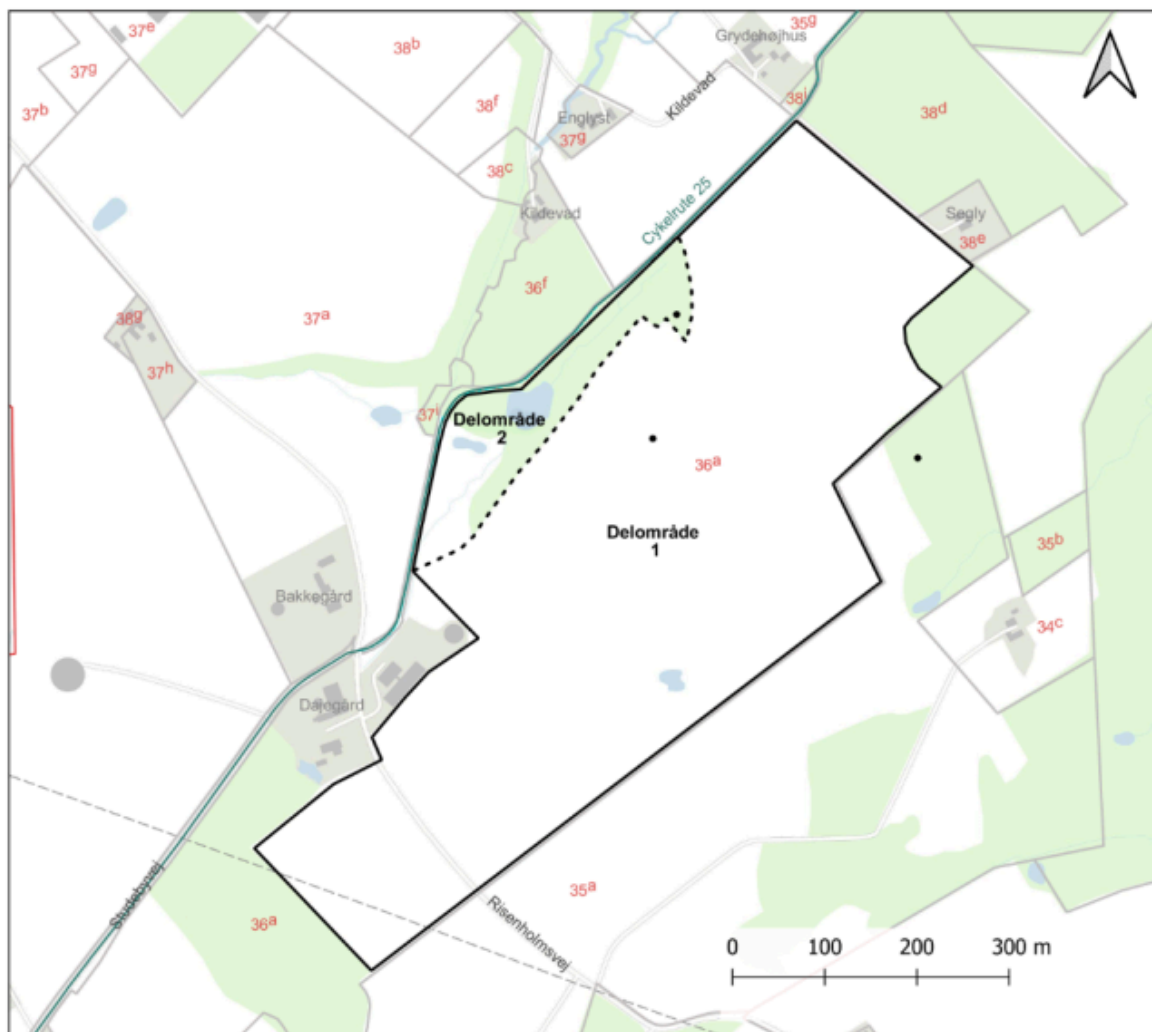 37e
35g
Grydehøjhus
38b
37g
38f
38i
37b
Kildevad
38d
Englyst
37g
38c
Kildevad
Cykelrute 25
Søgly
38e
36f
38g
37a
37h
37i
Delområde
2
36a
Delområde
1
35b
Bakkegård
34c
Dajegård
Studebyvej
35a
36a
Risenholmsvej
0 100 200 300 m